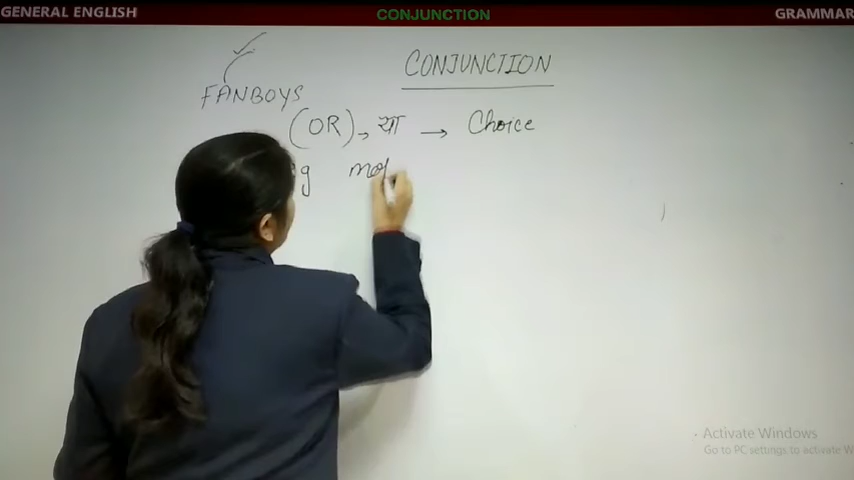 GENERAL ENGLISH CONJUNCTION GRAMMAR
CONJUNCTION
FANBOYS
(OR) → या → Choice
Activate Windows
Go to PC settings to activate W